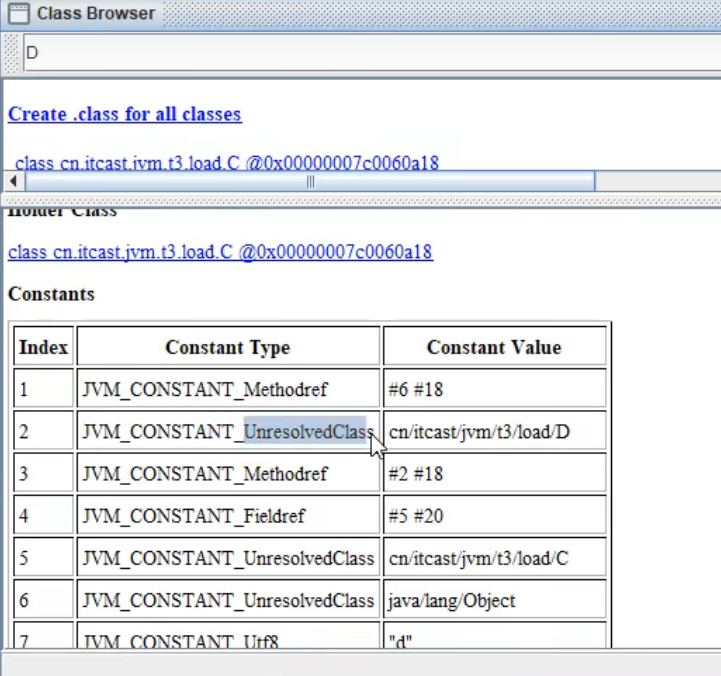 Class Browser
D
Create .class for all classes
class cn.itcast.jvm.t3.load.C @0x00000007c0060a18
Holder Class
class cn.itcast.jvm.t3.load.C @0x00000007c0060a18
Constants
Index Constant Type Constant Value
1 JVM_CONSTANT_Methodref #6 #18
2 JVM_CONSTANT_UnresolvedClass cn/itcast/jvm/t3/load/D
3 JVM_CONSTANT_Methodref #2 #18
4 JVM_CONSTANT_Fieldref #5 #20
5 JVM_CONSTANT_UnresolvedClass cn/itcast/jvm/t3/load/C
6 JVM_CONSTANT_UnresolvedClass java/lang/Object
7 JVM_CONSTANT_Utf8 "d"